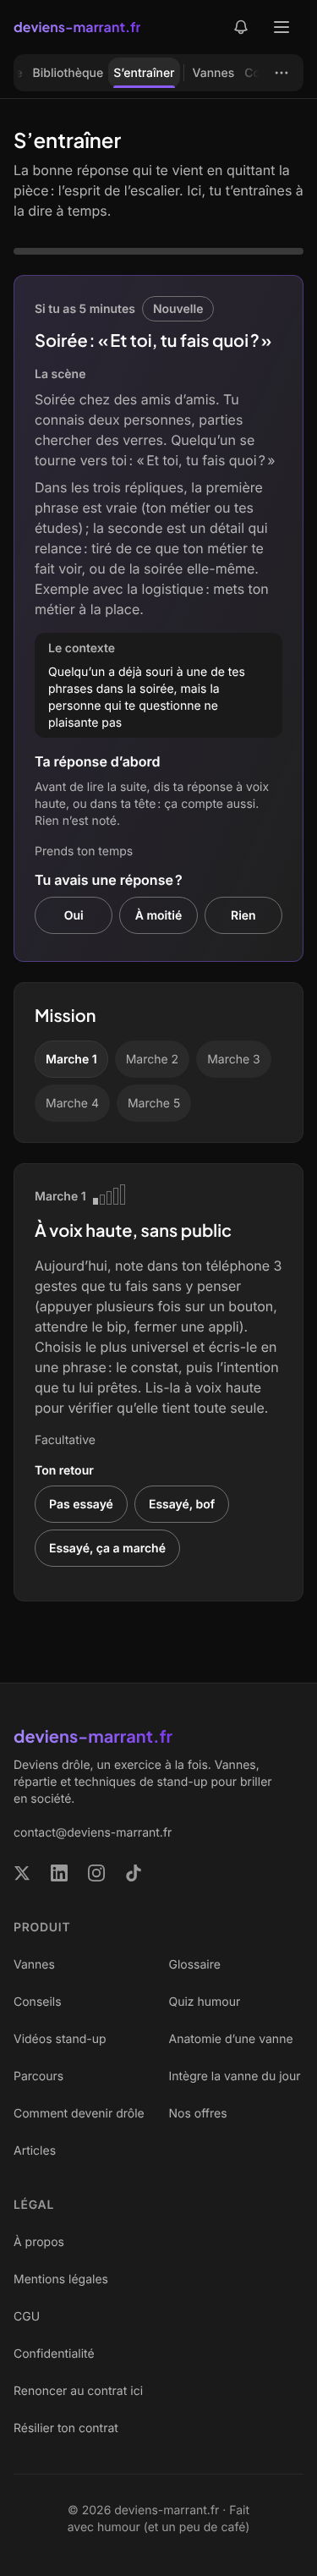 deviens-marrant.fr
Bibliothèque S’entraîner Vannes
S’entraîner
La bonne réponse qui te vient en quittant la
pièce : l’esprit de l’escalier. Ici, tu t’entraînes à
la dire à temps.
Si tu as 5 minutes Nouvelle
Soirée : « Et toi, tu fais quoi ? »
La scène
Soirée chez des amis d’amis. Tu
connais deux personnes, parties
chercher des verres. Quelqu’un se
tourne vers toi : « Et toi, tu fais quoi ? »
Dans les trois répliques, la première
phrase est vraie (ton métier ou tes
études) ; la seconde est un détail qui
relance : tiré de ce que ton métier te
fait voir, ou de la soirée elle-même.
Exemple avec la logistique : mets ton
métier à la place.
Le contexte
Quelqu’un a déjà souri à une de tes
phrases dans la soirée, mais la
personne qui te questionne ne
plaisante pas
Ta réponse d’abord
Avant de lire la suite, dis ta réponse à voix
haute, ou dans ta tête : ça compte aussi.
Rien n’est noté.
Prends ton temps
Tu avais une réponse ?
Oui À moitié Rien
Mission
Marche 1 Marche 2 Marche 3
Marche 4 Marche 5
Marche 1
À voix haute, sans public
Aujourd’hui, note dans ton téléphone 3
gestes que tu fais sans y penser
(appuyer plusieurs fois sur un bouton,
attendre le bip, fermer une appli).
Choisis le plus universel et écris-le en
une phrase : le constat, puis l’intention
que tu lui prêtes. Lis-la à voix haute
pour vérifier qu’elle tient toute seule.
Facultative
Ton retour
Pas essayé Essayé, bof
Essayé, ça a marché
deviens-marrant.fr
Deviens drôle, un exercice à la fois. Vannes,
répartie et techniques de stand-up pour briller
en société.
contact@deviens-marrant.fr
PRODUIT
Vannes Glossaire
Conseils Quiz humour
Vidéos stand-up Anatomie d’une vanne
Parcours Intègre la vanne du jour
Comment devenir drôle Nos offres
Articles
LÉGAL
À propos
Mentions légales
CGU
Confidentialité
Renoncer au contrat ici
Résilier ton contrat
© 2026 deviens-marrant.fr · Fait
avec humour (et un peu de café)